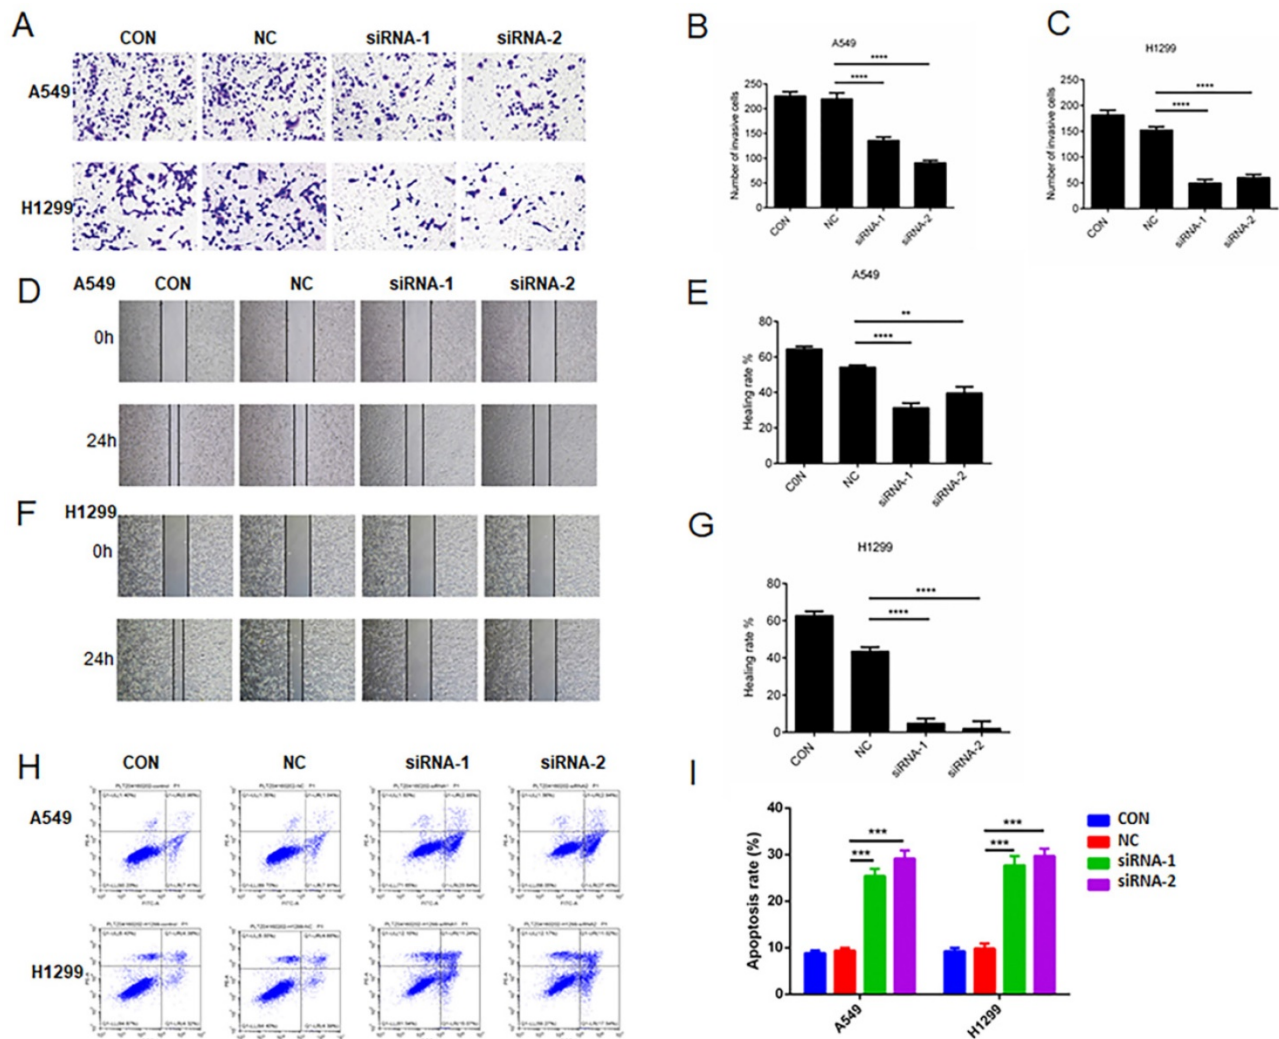 A
CON NC siRNA-1 siRNA-2
A549
H1299
B
A549
Number of invasive cells
250
200
150
100
50
0
**** ****
CON NC siRNA-1 siRNA-2
C
H1299
Number of invasive cells
250
200
150
100
50
0
**** ****
CON NC siRNA-1 siRNA-2
D
A549 CON NC siRNA-1 siRNA-2
0h
24h
E
A549
Healing rate %
80
60
40
20
0
**** **
CON NC siRNA-1 siRNA-2
F
H1299
0h
24h
G
H1299
Healing rate %
80
60
40
20
0
**** ****
CON NC siRNA-1 siRNA-2
H
CON NC siRNA-1 siRNA-2
A549
H1299
I
Apoptosis rate (%)
40
30
20
10
0
*** ***
*** ***
A549 H1299
CON
NC
siRNA-1
siRNA-2